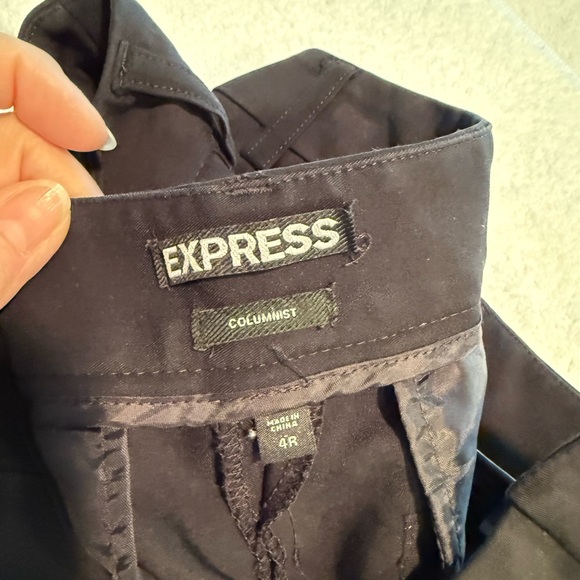 EXPRESS
COLUMNIST
MADE IN
CHINA
4R